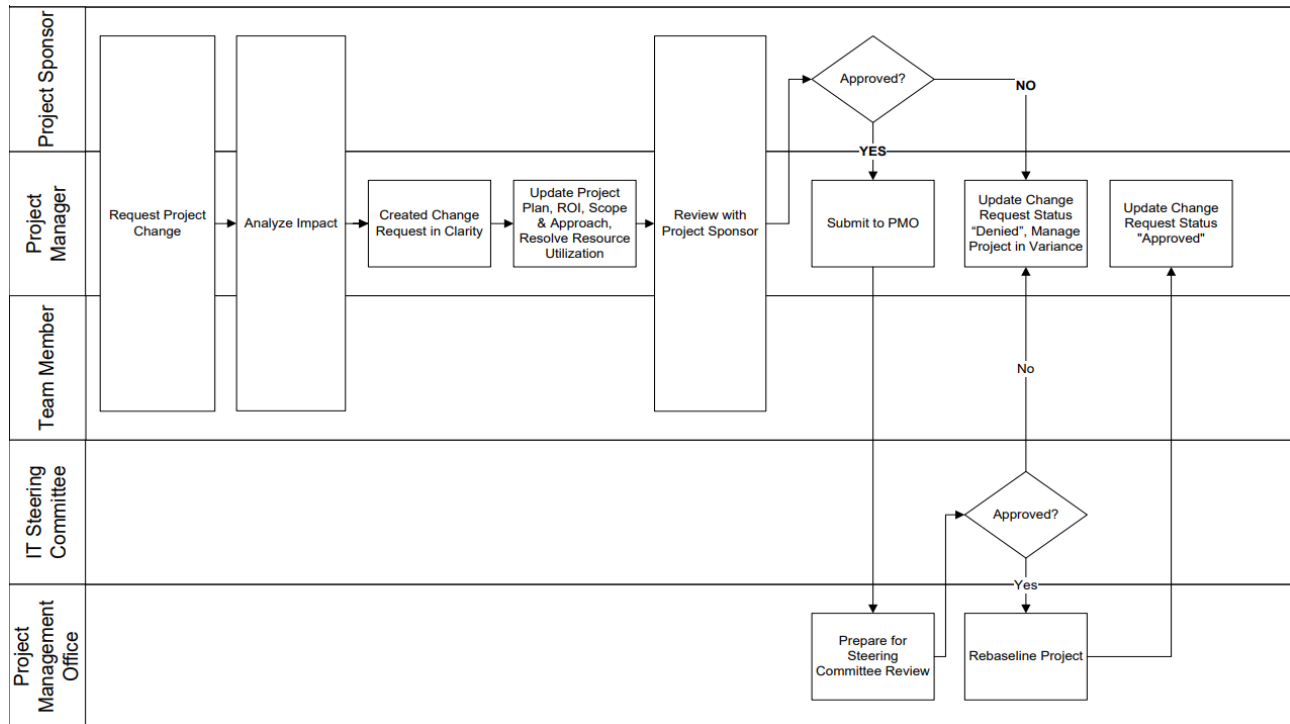 Project Sponsor
Approved?
NO
YES
Project
Manager
Request Project
Change
Analyze Impact
Created Change
Request in Clarity
Update Project
Plan, ROI, Scope
& Approach,
Resolve Resource
Utilization
Review with
Project Sponsor
Submit to PMO
Update Change
Request Status
“Denied”, Manage
Project in Variance
Update Change
Request Status
"Approved"
Team Member
No
IT Steering
Committee
Approved?
Yes
Project
Management
Office
Prepare for
Steering
Committee Review
Rebaseline Project